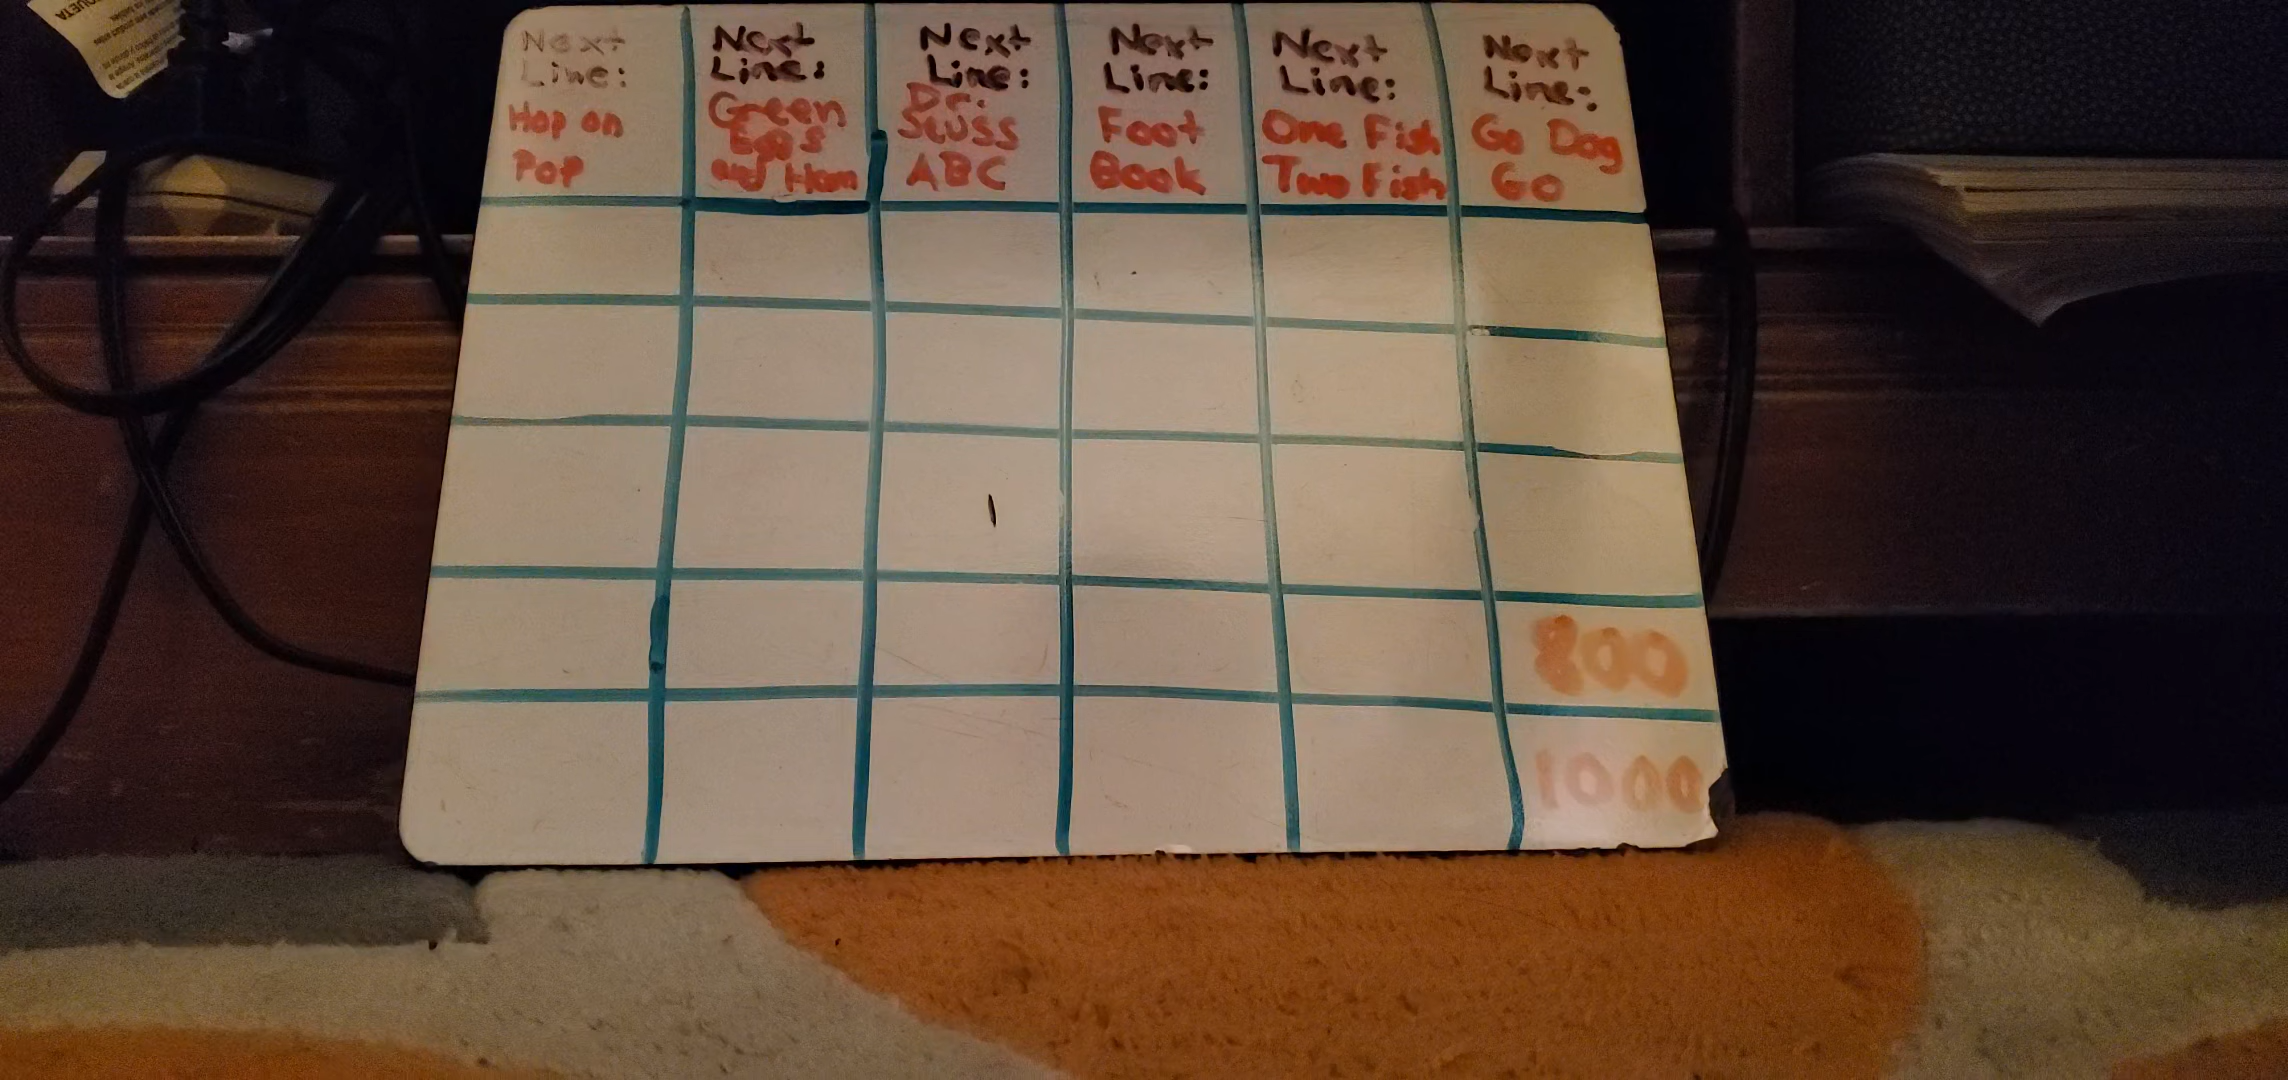 Next
Line:
Hop on
Pop
Next
Line:
Green
Eggs
and Ham
Next
Line:
Dr.
Seuss
ABC
Next
Line:
Foot
Book
Next
Line:
One Fish
Two Fish
Next
Line:
Go Dog
Go
800
1000